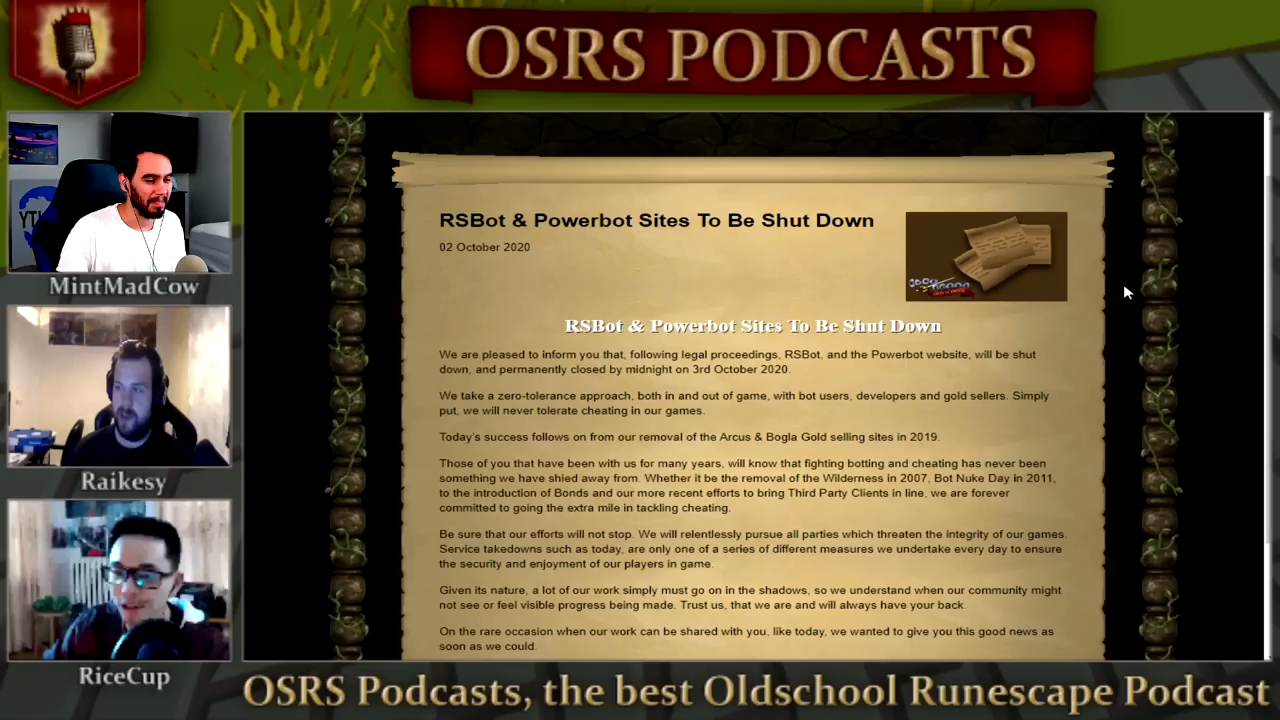 OSRS PODCASTS
MintMadCow
Raikesy
RiceCup
RSBot & Powerbot Sites To Be Shut Down
02 October 2020
RSBot & Powerbot Sites To Be Shut Down
We are pleased to inform you that, following legal proceedings, RSBot, and the Powerbot website, will be shut
down, and permanently closed by midnight on 3rd October 2020.
We take a zero-tolerance approach, both in and out of game, with bot users, developers and gold sellers. Simply
put, we will never tolerate cheating in our games.
Today's success follows on from our removal of the Arcus & Bogla Gold selling sites in 2019.
Those of you that have been with us for many years, will know that fighting botting and cheating has never been
something we have shied away from. Whether it be the removal of the Wilderness in 2007, Bot Nuke Day in 2011,
to the introduction of Bonds and our more recent efforts to bring Third Party Clients in line, we are forever
committed to going the extra mile in tackling cheating.
Be sure that our efforts will not stop. We will relentlessly pursue all parties which threaten the integrity of our games.
Service takedowns such as today, are only one of a series of different measures we undertake every day to ensure
the security and enjoyment of our players in game.
Given its nature, a lot of our work simply must go on in the shadows, so we understand when our community might
not see or feel visible progress being made. Trust us, that we are and will always have your back.
On the rare occasion when our work can be shared with you, like today, we wanted to give you this good news as
soon as we could.
OSRS Podcasts, the best Oldschool Runescape Podcast